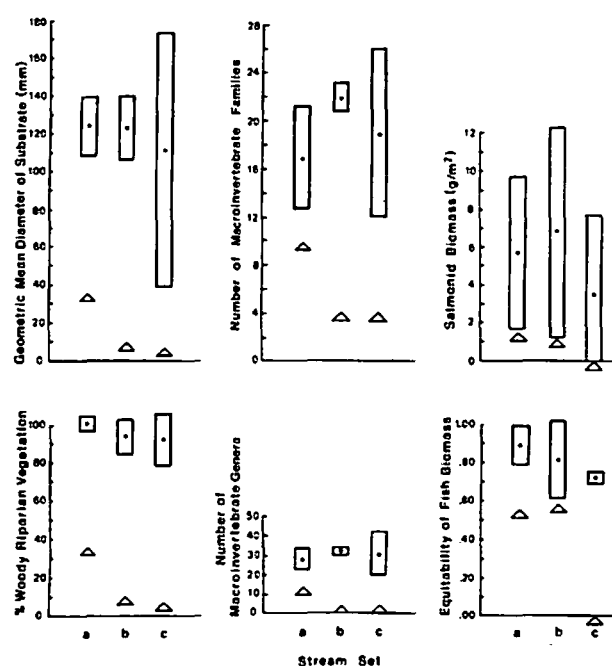 Geometric Mean Diameter of Substrate (mm)
180
160
140
120
100
80
60
40
20
0
Number of Macroinvertebrate Families
28
24
20
16
12
8
4
0
Salmonid Biomass (g/m²)
12
10
8
6
4
2
0
% Woody Riparian Vegetation
100
80
60
40
20
0
a
b
c
Number of
Macroinvertebrate Genera
50
40
30
20
10
0
a
b
c
Equitability of Fish Biomass
1.00
.80
.60
.40
.20
.00
a
b
c
Stream Set